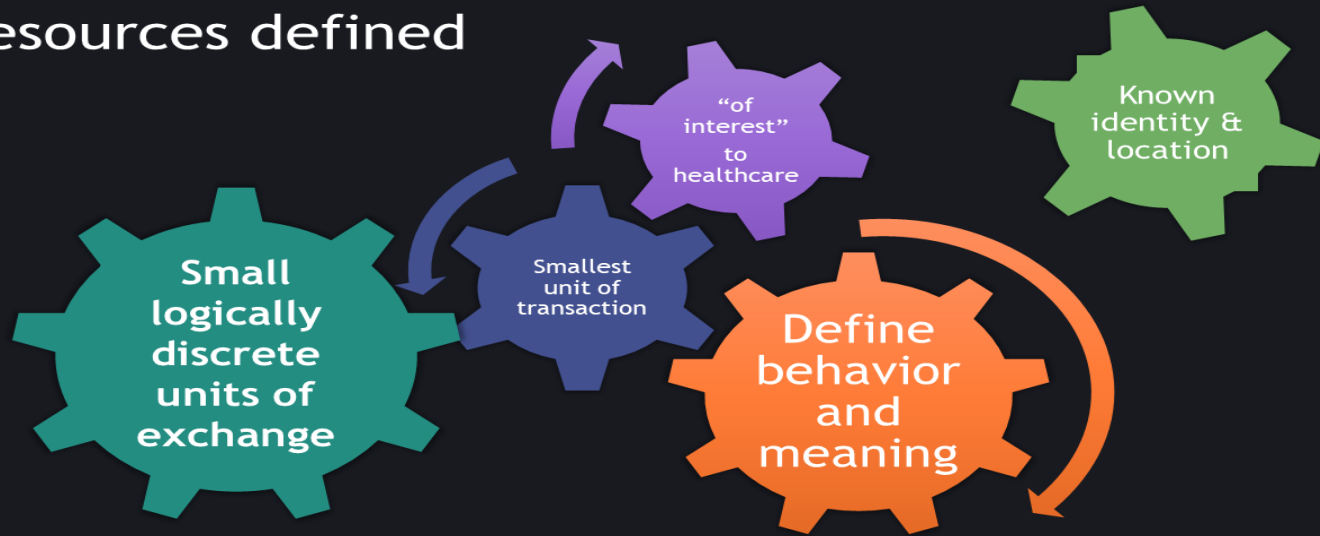 esources defined
“of
interest”
to
healthcare
Known
identity &
location
Small
logically
discrete
units of
exchange
Smallest
unit of
transaction
Define
behavior
and
meaning